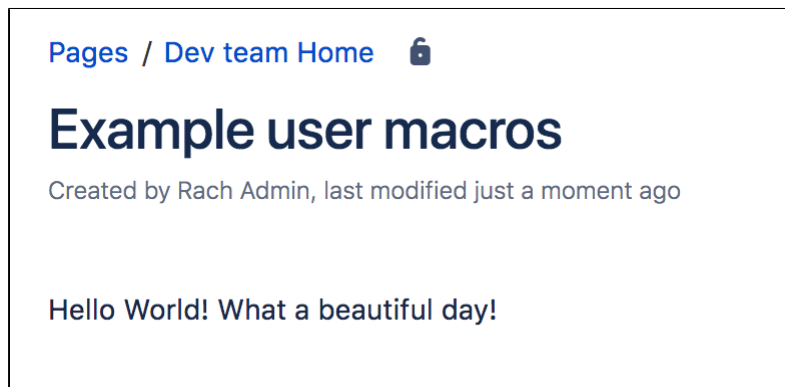 Pages / Dev team Home
Example user macros
Created by Rach Admin, last modified just a moment ago
Hello World! What a beautiful day!